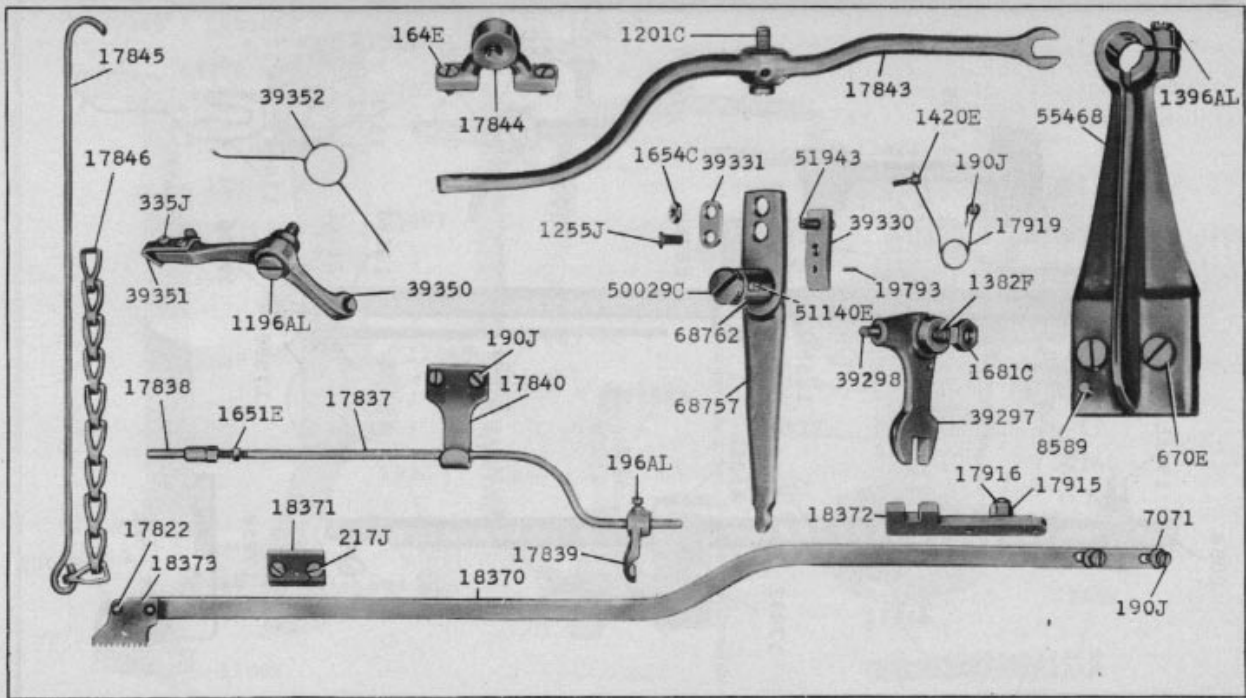 17845
164E
1201C
17843
1396AL
39352
17844
55468
1420E
17846
1654C
39331
51943
190J
335J
39330
17919
1255J
39351
39350
50029C
19793
1382F
1196AL
51140E
68762
190J
17838
17840
39298
1681C
1651E
17837
68757
39297
196AL
8589
670E
17916
17915
18371
18372
7071
17822
217J
17839
18373
18370
190J